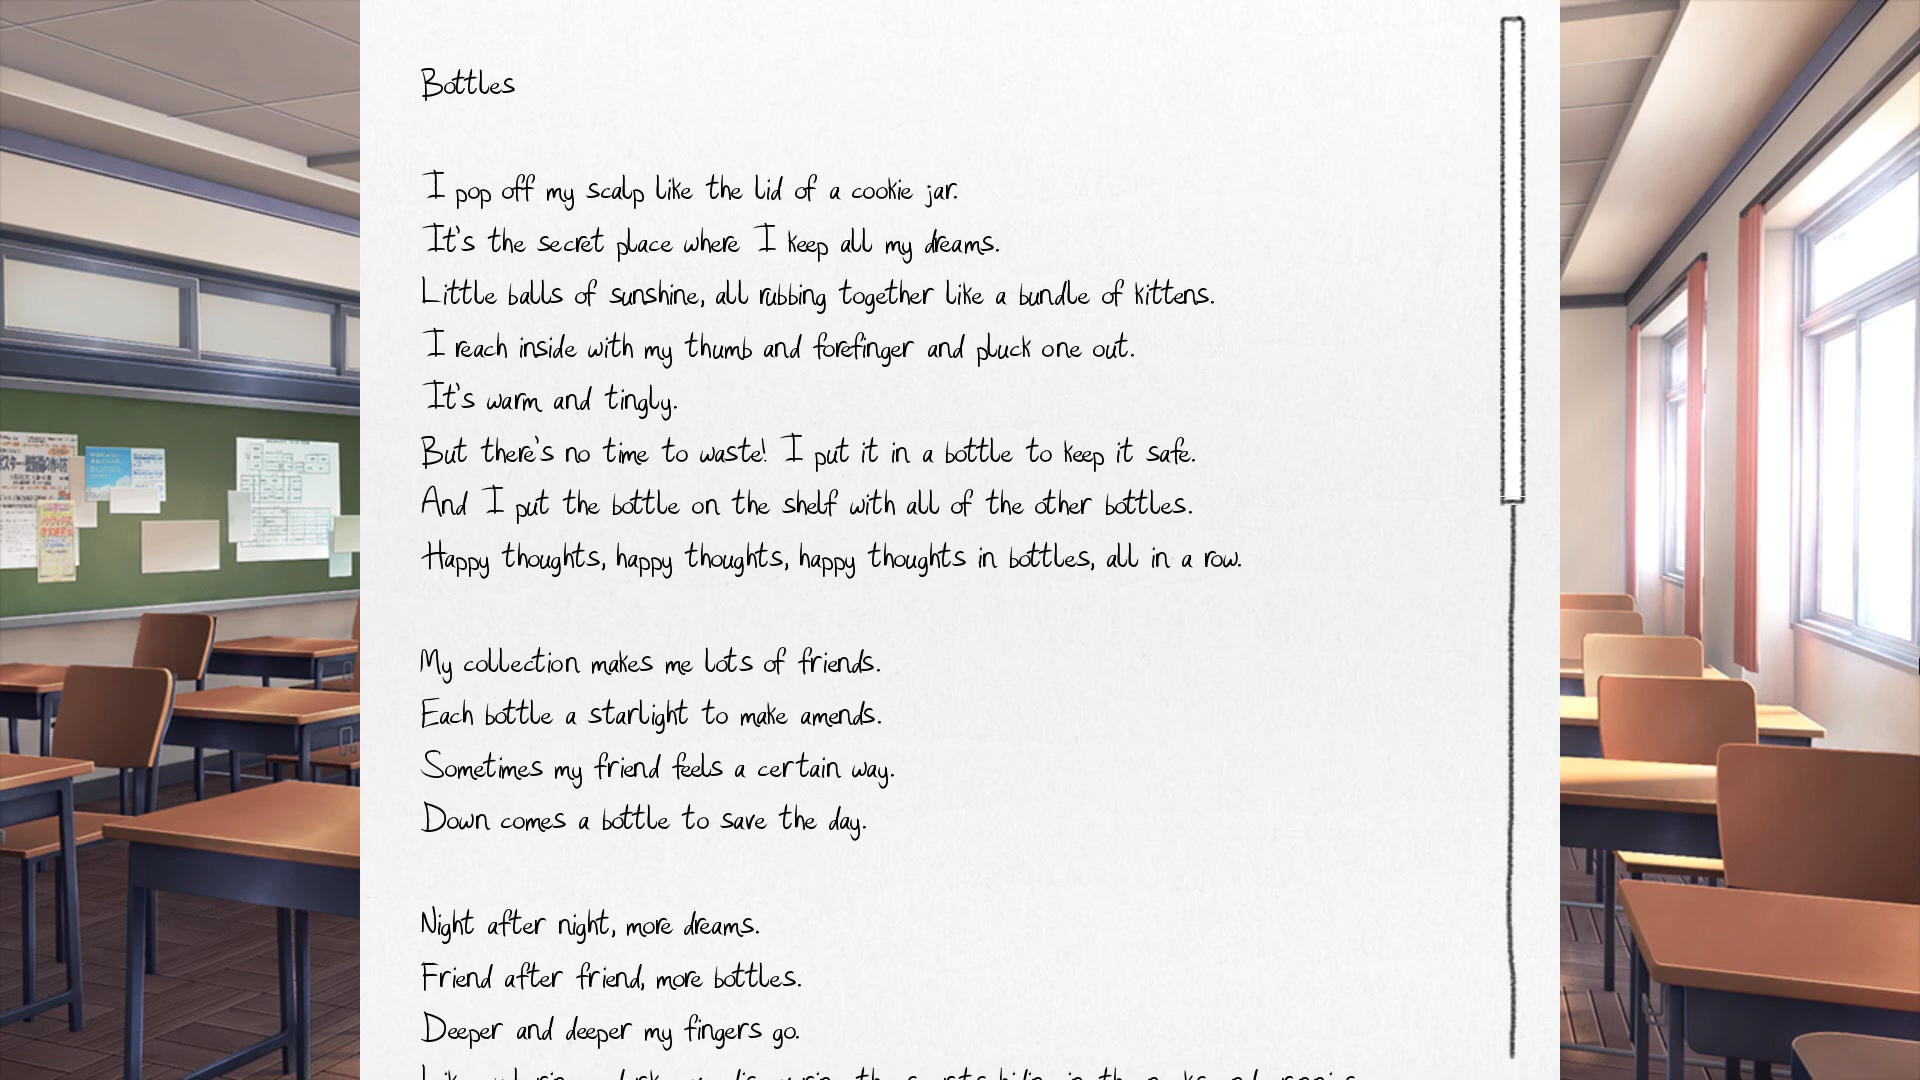 Bottles
I pop off my scalp like the lid of a cookie jar.
It's the secret place where I keep all my dreams.
Little balls of sunshine, all rubbing together like a bundle of kittens.
I reach inside with my thumb and forefinger and pluck one out.
It's warm and tingly.
But there's no time to waste! I put it in a bottle to keep it safe.
And I put the bottle on the shelf with all of the other bottles.
Happy thoughts, happy thoughts, happy thoughts in bottles, all in a row.
My collection makes me lots of friends.
Each bottle a starlight to make amends.
Sometimes my friend feels a certain way.
Down comes a bottle to save the day.
Night after night, more dreams.
Friend after friend, more bottles.
Deeper and deeper my fingers go.